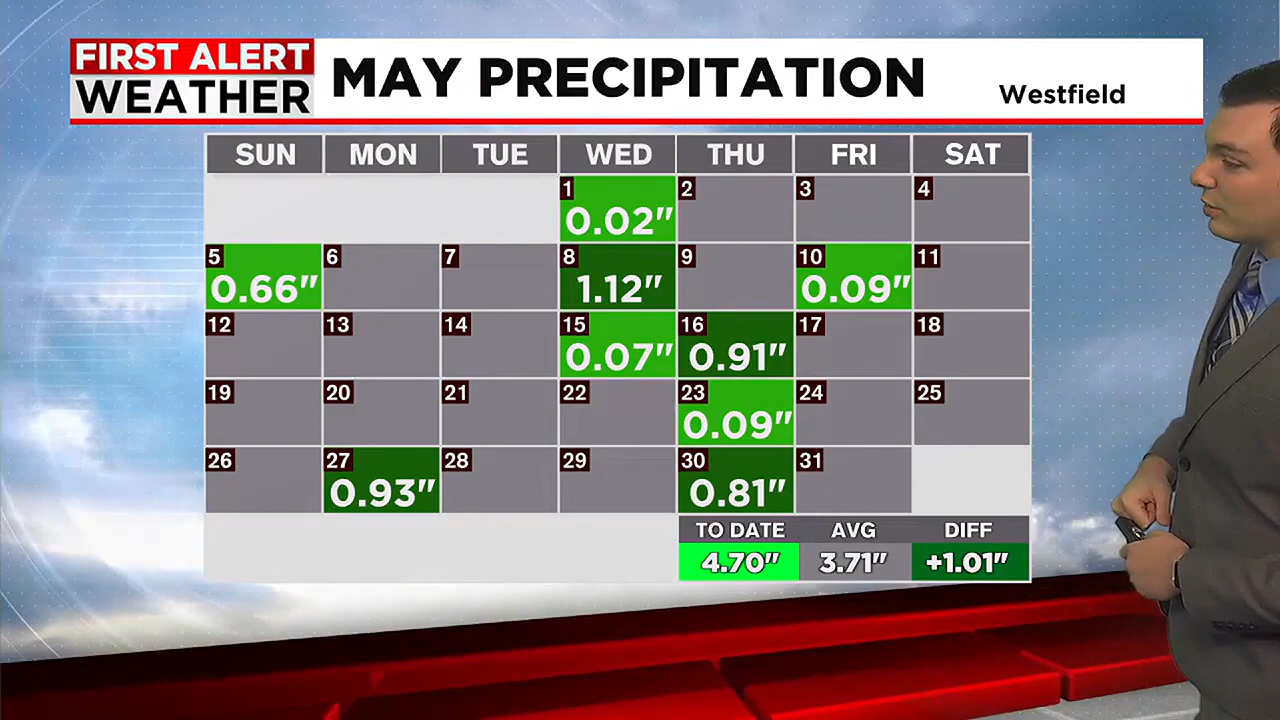 FIRST ALERT
WEATHER
MAY PRECIPITATION
Westfield
SUN MON TUE WED THU FRI SAT
1 2 3 4
0.02"
5 6 7 8 9 10 11
0.66" 1.12" 0.09"
12 13 14 15 16 17 18
0.07" 0.91"
19 20 21 22 23 24 25
0.09"
26 27 28 29 30 31
0.93" 0.81"
TO DATE AVG DIFF
4.70" 3.71" +1.01"